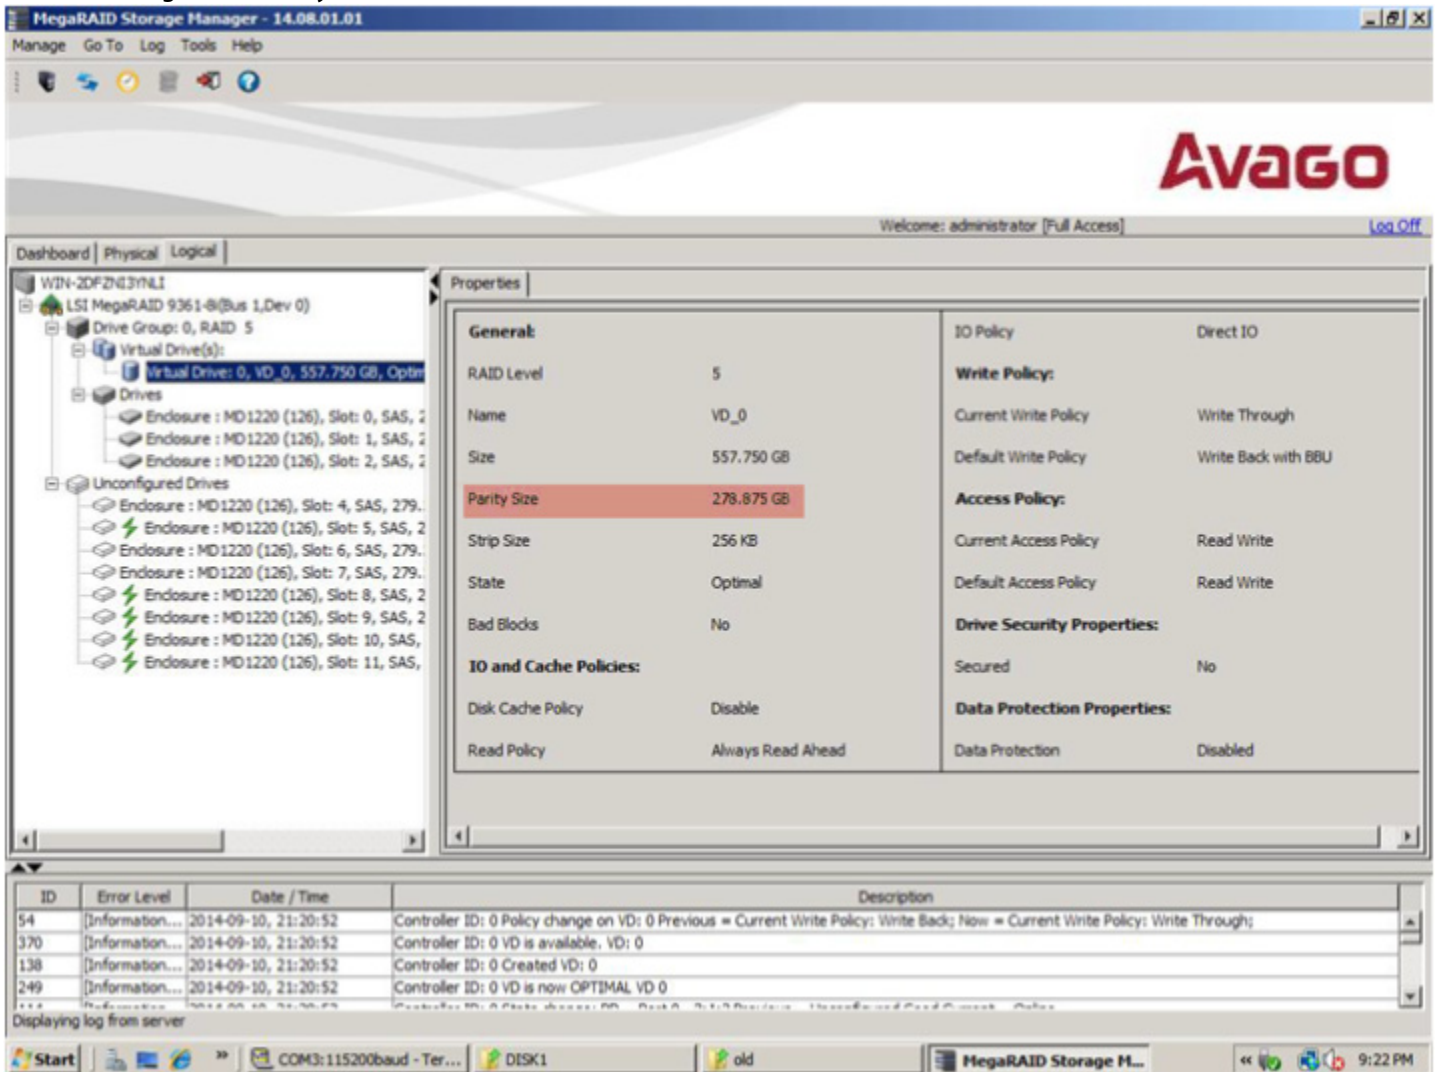 MegaRAID Storage Manager - 14.08.01.01
Manage Go To Log Tools Help
Avago
Welcome: administrator [Full Access] Log Off
Dashboard Physical Logical
WIN-2DFZNI3YNLI
LSI MegaRAID 9361-8i(Bus 1,Dev 0)
Drive Group: 0, RAID 5
Virtual Drive(s):
Virtual Drive: 0, VD_0, 557.750 GB, Optim
Drives
Enclosure : MD1220 (126), Slot: 0, SAS, 2
Enclosure : MD1220 (126), Slot: 1, SAS, 2
Enclosure : MD1220 (126), Slot: 2, SAS, 2
Unconfigured Drives
Enclosure : MD1220 (126), Slot: 4, SAS, 279.
Enclosure : MD1220 (126), Slot: 5, SAS, 2
Enclosure : MD1220 (126), Slot: 6, SAS, 279.
Enclosure : MD1220 (126), Slot: 7, SAS, 279.
Enclosure : MD1220 (126), Slot: 8, SAS, 2
Enclosure : MD1220 (126), Slot: 9, SAS, 2
Enclosure : MD1220 (126), Slot: 10, SAS,
Enclosure : MD1220 (126), Slot: 11, SAS,
Properties
General:
RAID Level 5
Name VD_0
Size 557.750 GB
Parity Size 278.875 GB
Strip Size 256 KB
State Optimal
Bad Blocks No
IO and Cache Policies:
Disk Cache Policy Disable
Read Policy Always Read Ahead
IO Policy Direct IO
Write Policy:
Current Write Policy Write Through
Default Write Policy Write Back with BBU
Access Policy:
Current Access Policy Read Write
Default Access Policy Read Write
Drive Security Properties:
Secured No
Data Protection Properties:
Data Protection Disabled
ID Error Level Date / Time Description
54 [Information... 2014-09-10, 21:20:52 Controller ID: 0 Policy change on VD: 0 Previous = Current Write Policy: Write Back; Now = Current Write Policy: Write Through;
370 [Information... 2014-09-10, 21:20:52 Controller ID: 0 VD is available. VD: 0
138 [Information... 2014-09-10, 21:20:52 Controller ID: 0 Created VD: 0
249 [Information... 2014-09-10, 21:20:52 Controller ID: 0 VD is now OPTIMAL VD 0
Displaying log from server
Start » COM3:115200baud - Ter... DISK1 old MegaRAID Storage M... « 9:22 PM